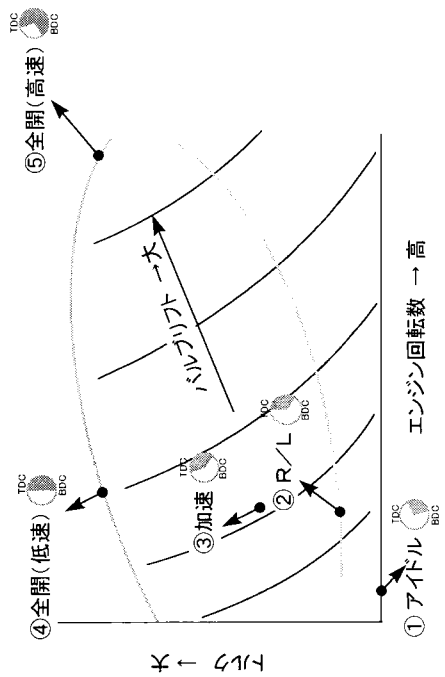 ⑤全開(高速)
TDC
BDC
④全開(低速)
TDC
BDC
バルブリフト →大
③加速
TDC
BDC
②R/L
TDC
BDC
①アイドル
TDC
BDC
トルク → 大
エンジン回転数 → 高